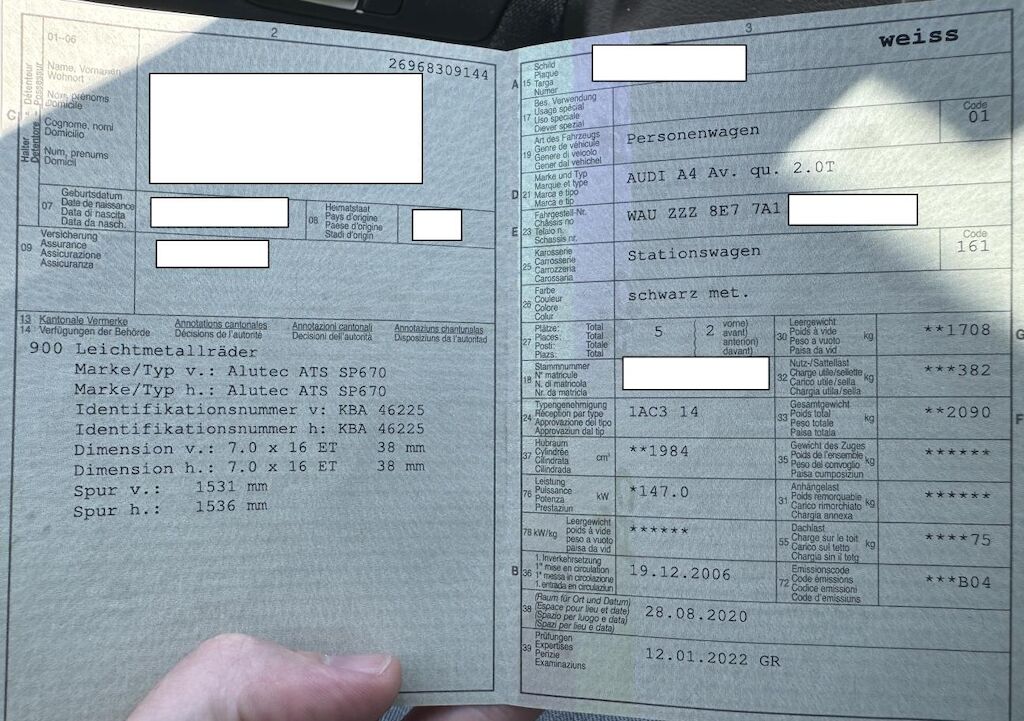 2
26968309144
01–06
Name, Vornamen
Wohnort
Nom, prénoms
Domicile
Cognome, nomi
Domicilio
Num, prenums
Domicil
Halter Détenteur
Detentore Possessur
07
Geburtsdatum
Date de naissance
Data di nascita
Data da nasch.
08
Heimatstaat
Pays d'origine
Paese d'origine
Stadi d'origin
09
Versicherung
Assurance
Assicurazione
Assicuranza
13 Kantonale Vermerke Annotations cantonales Annotazioni cantonali Annotaziuns chantunalas
14 Verfügungen der Behörde Décisions de l'autorité Decisioni dell'autorità Disposiziuns da l'autoritad
900 Leichtmetallräder
Marke/Typ v.: Alutec ATS SP670
Marke/Typ h.: Alutec ATS SP670
Identifikationsnummer v: KBA 46225
Identifikationsnummer h: KBA 46225
Dimension v.: 7.0 x 16 ET 38 mm
Dimension h.: 7.0 x 16 ET 38 mm
Spur v.: 1531 mm
Spur h.: 1536 mm
3
weiss
A 15
Schild
Plaque
Targa
Numer
17
Bes. Verwendung
Usage spécial
Uso speciale
Diever spezial
19
Art des Fahrzeugs
Genre de véhicule
Genere di veicolo
Gener dal vehichel
Personenwagen
Code
01
D 21
Marke und Typ
Marque et type
Marca e tipo
Marca e tip
AUDI A4 Av. qu. 2.0T
E 23
Fahrgestell-Nr.
Châssis no
Telaio n.
Schassis nr.
WAU ZZZ 8E7 7A1
25
Karosserie
Carrosserie
Carrozzeria
Carossaria
Stationswagen
Code
161
26
Farbe
Couleur
Colore
Colur
schwarz met.
27
Plätze: Total
Places: Total
Posti: Totale
Plazs: Total
5
2
vorne)
avant)
anteriori)
davant)
30
Leergewicht
Poids à vide
Peso a vuoto
Paisa da vid
kg
**1708
G
18
Stammnummer
N° matricule
N. di matricola
Nr. da matricla
32
Nutz-/Sattellast
Charge utile/sellette
Carico utile/sella
Chargia utila/sella
kg
***382
24
Typengenehmigung
Réception par type
Approvazione del tipo
Approvaziun dal tip
1AC3 14
33
Gesamtgewicht
Poids total
Peso totale
Paisa totala
kg
**2090
F
37
Hubraum
Cylindrée
Cilindrata
Cilindrada
cm³
**1984
35
Gewicht des Zuges
Poids de l'ensemble
Peso del convoglio
Paisa cumposiziun
kg
******
76
Leistung
Puissance
Potenza
Prestaziun
kW
*147.0
31
Anhängelast
Poids remorquable
Carico rimorchiato
Chargia annexa
kg
******
78 kW/kg
Leergewicht
poids à vide
peso a vuoto
paisa da vid
******
55
Dachlast
Charge sur le toit
Carico sul tetto
Chargia sin il tetg
kg
****75
B 36
1. Inverkehrsetzung
1re mise en circulation
1a messa in circolazione
1. entrada en circulaziun
19.12.2006
72
Emissionscode
Code émissions
Codice emissioni
Code d'emissiuns
***B04
38
(Raum für Ort und Datum)
(Espace pour lieu et date)
(Spazio per luogo e data)
(Spazi per lieu e data)
28.08.2020
39
Prüfungen
Expertises
Perizie
Examinaziuns
12.01.2022 GR